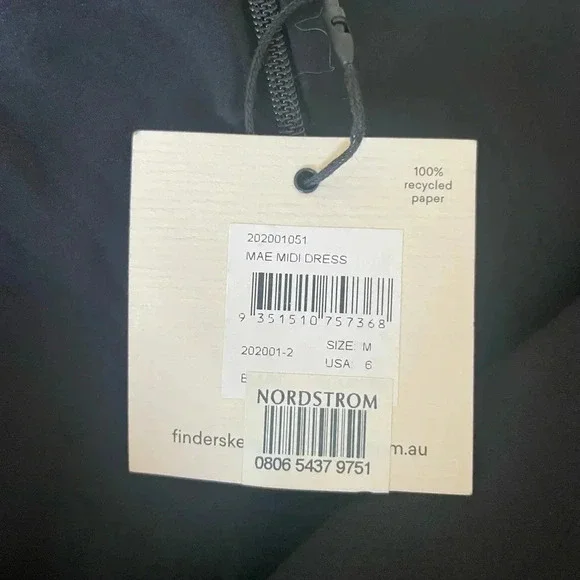 100%
recycled
paper
202001051
MAE MIDI DRESS
9 351510 757368
202001-2 SIZE: M
USA: 6
NORDSTROM
finderske m.au
0806 5437 9751